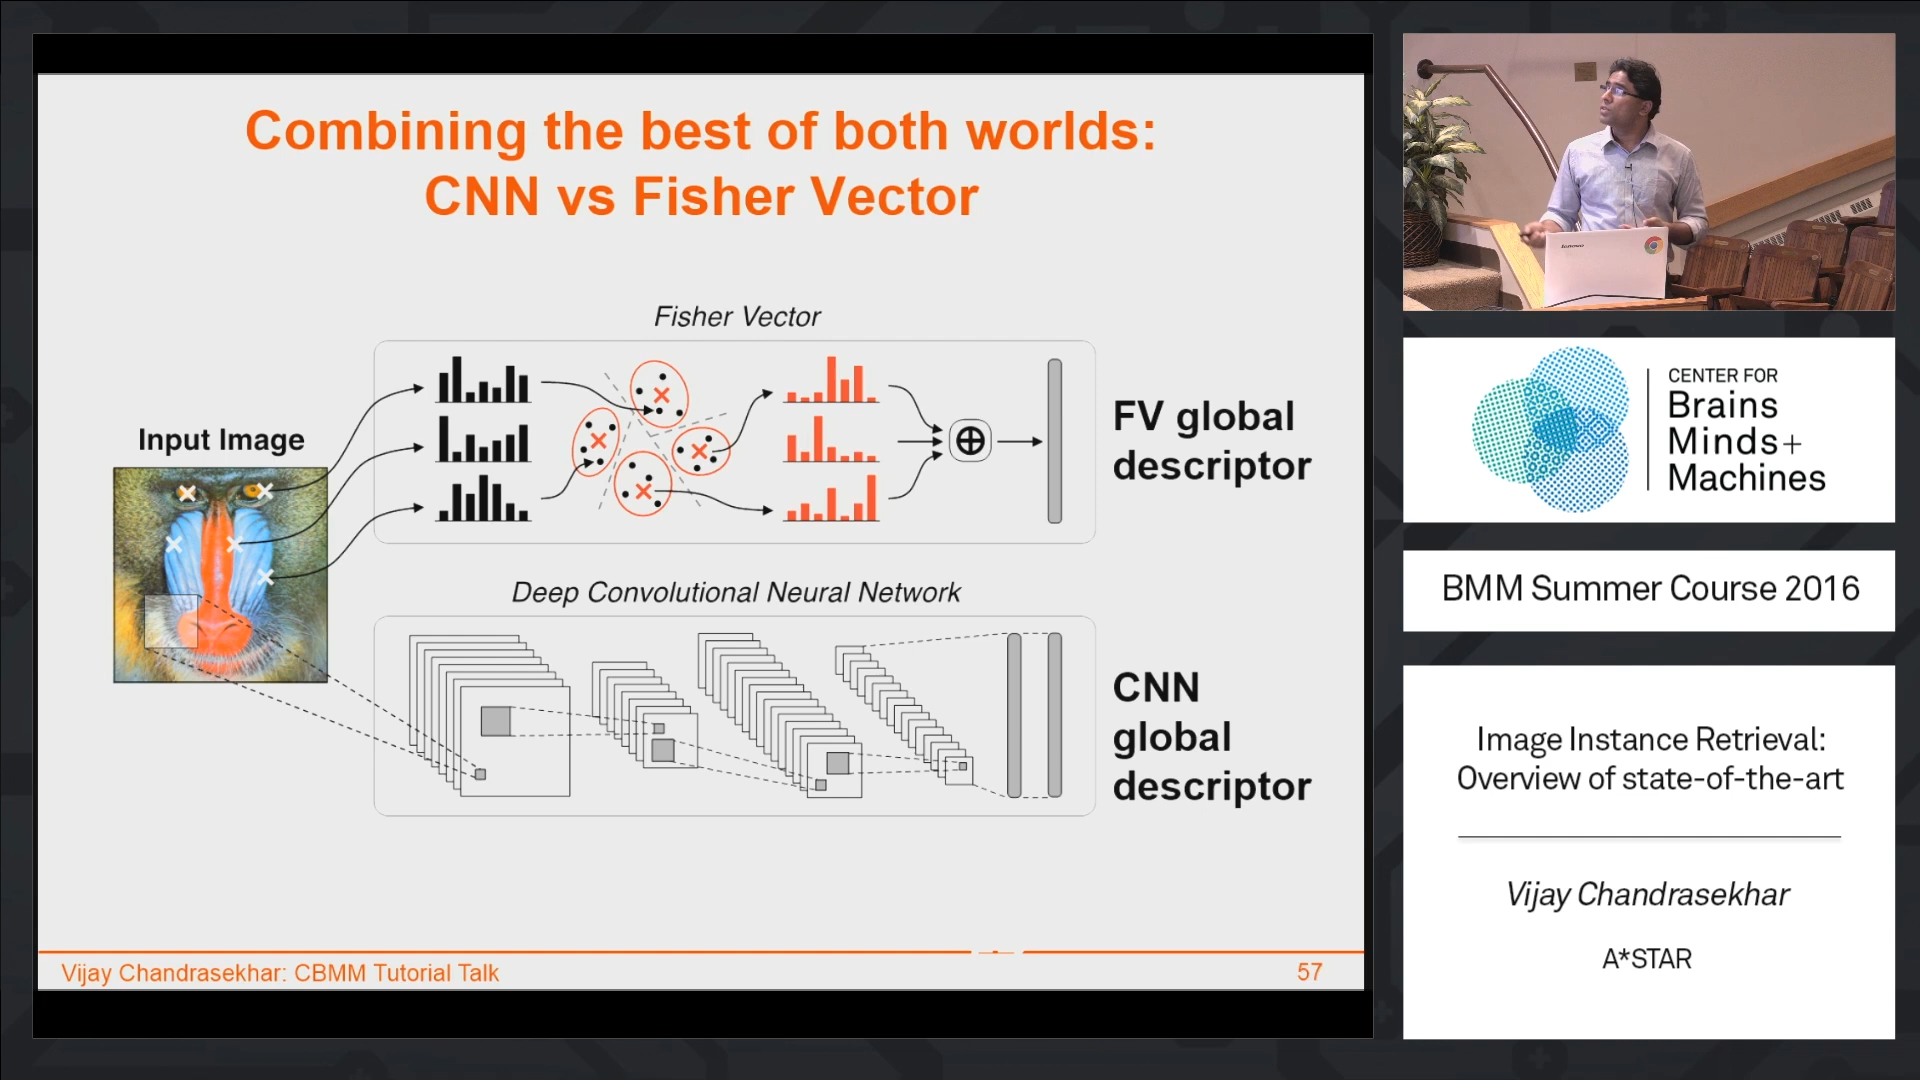 Combining the best of both worlds:
CNN vs Fisher Vector
Fisher Vector
Input Image
FV global
descriptor
Deep Convolutional Neural Network
CNN
global
descriptor
Vijay Chandrasekhar: CBMM Tutorial Talk
57
lenovo
CENTER FOR
Brains
Minds+
Machines
BMM Summer Course 2016
Image Instance Retrieval:
Overview of state-of-the-art
Vijay Chandrasekhar
A*STAR